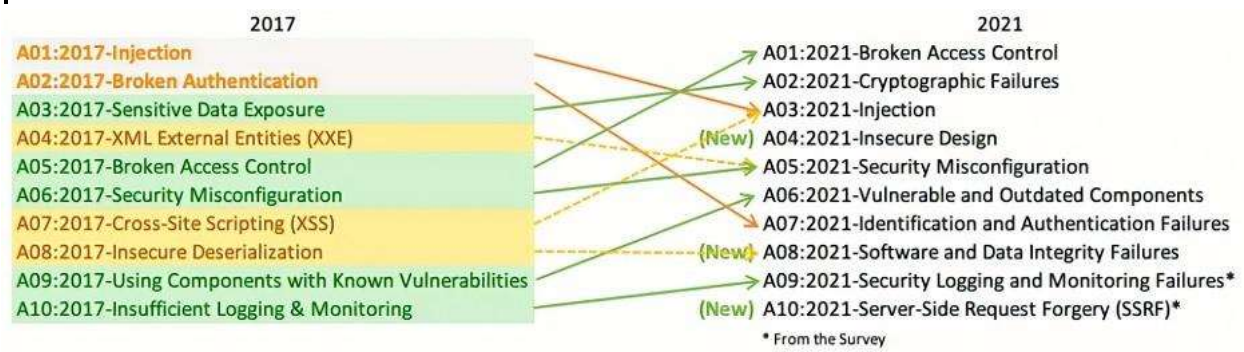 2017
2021
A01:2017-Injection
A02:2017-Broken Authentication
A03:2017-Sensitive Data Exposure
A04:2017-XML External Entities (XXE)
A05:2017-Broken Access Control
A06:2017-Security Misconfiguration
A07:2017-Cross-Site Scripting (XSS)
A08:2017-Insecure Deserialization
A09:2017-Using Components with Known Vulnerabilities
A10:2017-Insufficient Logging & Monitoring
A01:2021-Broken Access Control
A02:2021-Cryptographic Failures
A03:2021-Injection
(New) A04:2021-Insecure Design
A05:2021-Security Misconfiguration
A06:2021-Vulnerable and Outdated Components
A07:2021-Identification and Authentication Failures
(New) A08:2021-Software and Data Integrity Failures
A09:2021-Security Logging and Monitoring Failures*
(New) A10:2021-Server-Side Request Forgery (SSRF)*
* From the Survey